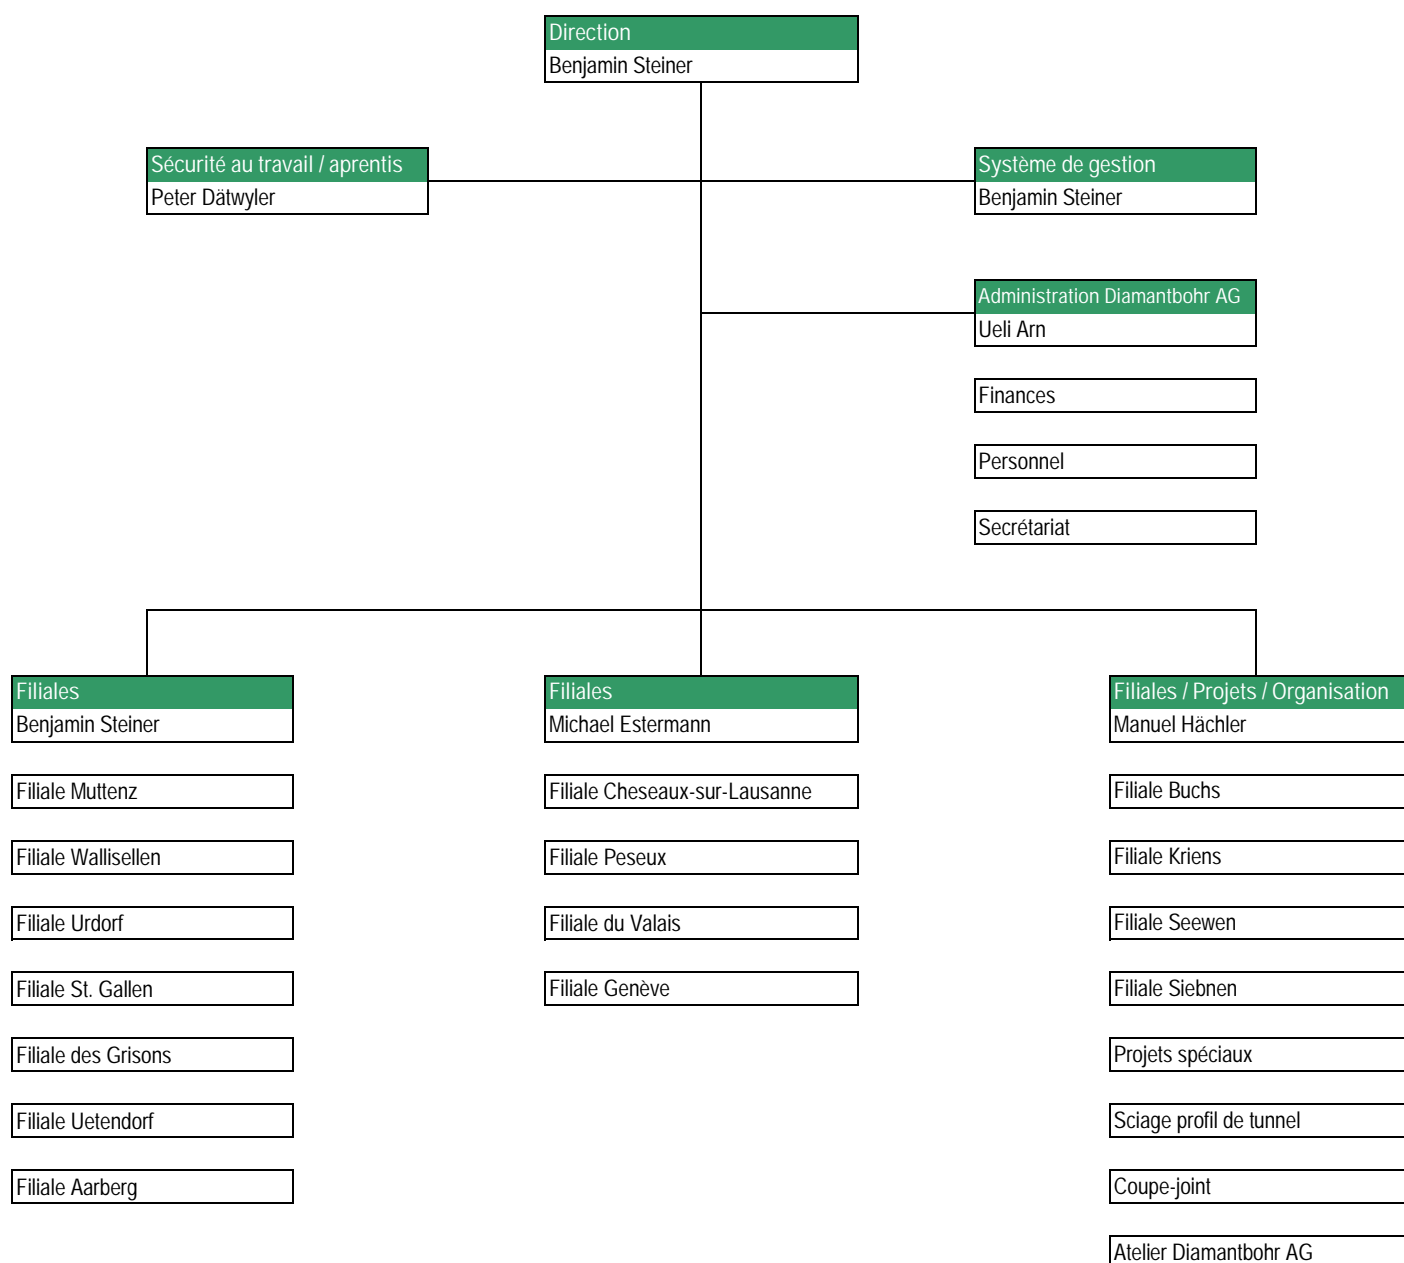 Direction
Benjamin Steiner
Sécurité au travail / aprentis
Peter Dätwyler
Système de gestion
Benjamin Steiner
Administration Diamantbohr AG
Ueli Arn
Finances
Personnel
Secrétariat
Filiales
Benjamin Steiner
Filiale Muttenz
Filiale Wallisellen
Filiale Urdorf
Filiale St. Gallen
Filiale des Grisons
Filiale Uetendorf
Filiale Aarberg
Filiales
Michael Estermann
Filiale Cheseaux-sur-Lausanne
Filiale Peseux
Filiale du Valais
Filiale Genève
Filiales / Projets / Organisation
Manuel Hächler
Filiale Buchs
Filiale Kriens
Filiale Seewen
Filiale Siebnen
Projets spéciaux
Sciage profil de tunnel
Coupe-joint
Atelier Diamantbohr AG